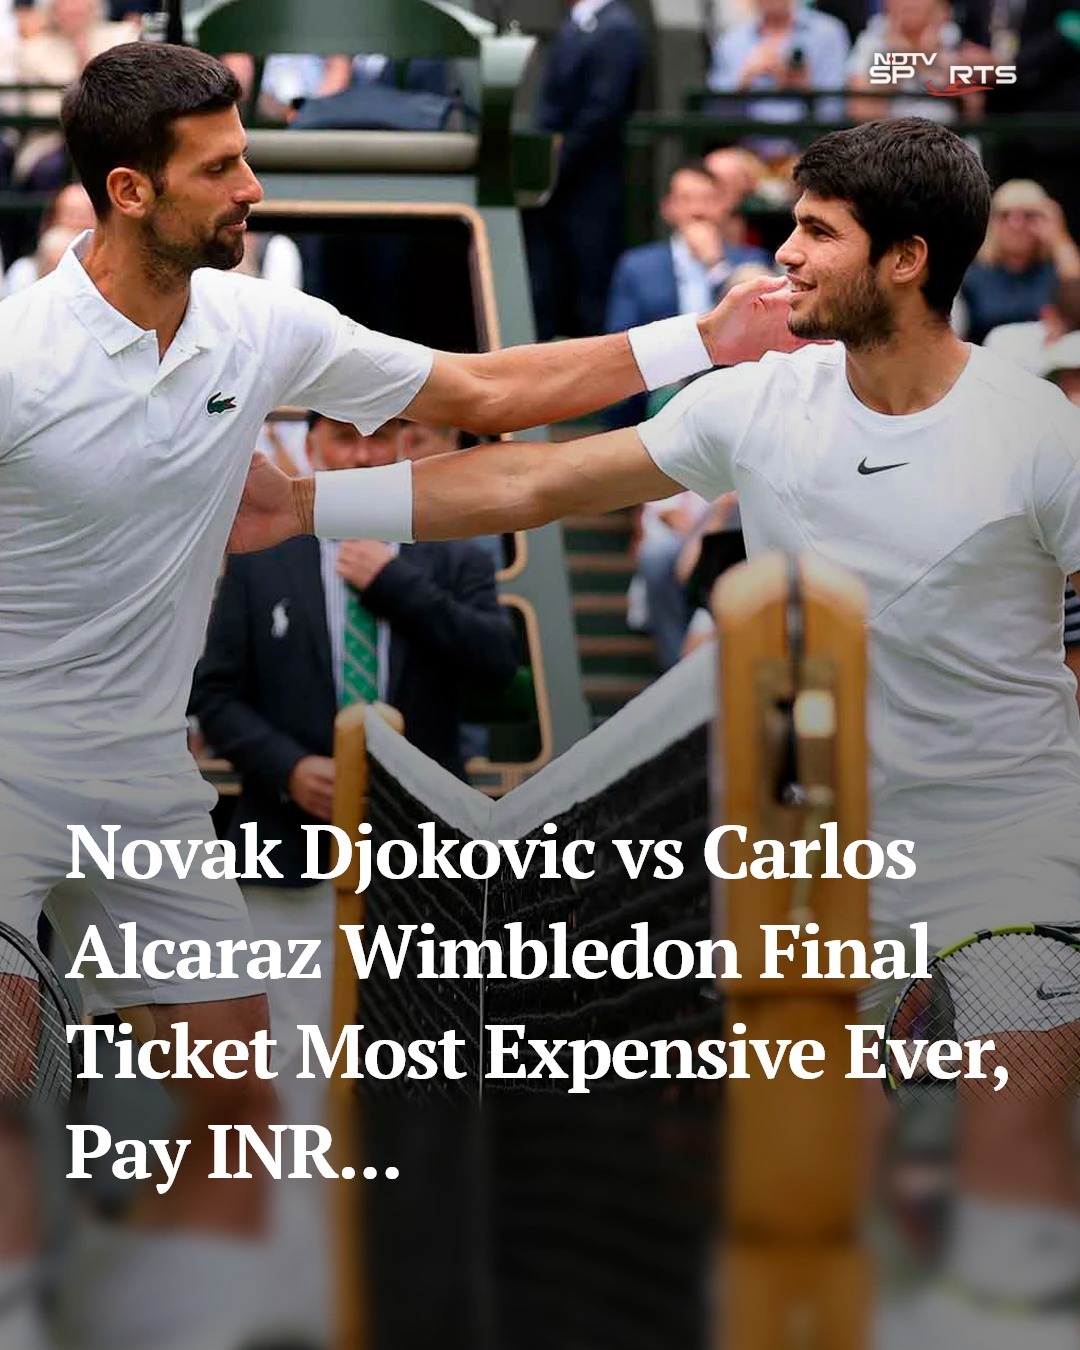 NDTV
SPORTS
Novak Djokovic vs Carlos
Alcaraz Wimbledon Final
Ticket Most Expensive Ever,
Pay INR...